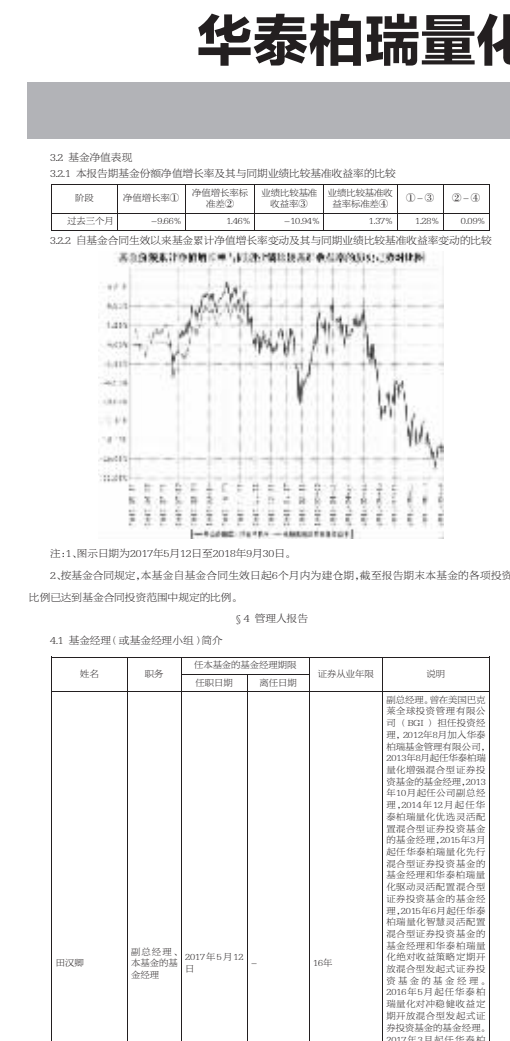 华泰柏瑞量化
3.2 基金净值表现
3.2.1 本报告期基金份额净值增长率及其与同期业绩比较基准收益率的比较
阶段 净值增长率① 净值增长率标准差② 业绩比较基准收益率③ 业绩比较基准收益率标准差④ ①-③ ②-④
过去三个月 -9.66% 1.46% -10.94% 1.37% 1.28% 0.09%
3.2.2 自基金合同生效以来基金累计净值增长率变动及其与同期业绩比较基准收益率变动的比较
注:1、图示日期为2017年5月12日至2018年9月30日。
2、按基金合同规定,本基金自基金合同生效日起6个月内为建仓期,截至报告期末本基金的各项投资
比例已达到基金合同投资范围中规定的比例。
§4 管理人报告
4.1 基金经理(或基金经理小组)简介
姓名 职务 任本基金的基金经理期限 证券从业年限 说明
任职日期 离任日期
田汉卿
副总经理、
本基金的基
金经理
2017年5月12
日
-
16年
副总经理。曾在美国巴克
莱全球投资管理有限公
司(BGI)担任投资经
理, 2012年8月加入华泰
柏瑞基金管理有限公司,
2013年8月起任华泰柏瑞
量化增强混合型证券投
资基金的基金经理,2013
年10月起任公司副总经
理,2014年12月起任华
泰柏瑞量化优选灵活配
置混合型证券投资基金
的基金经理,2015年3月
起任华泰柏瑞量化先行
混合型证券投资基金的
基金经理和华泰柏瑞量
化驱动灵活配置混合型
证券投资基金的基金经
理,2015年6月起任华泰
柏瑞量化智慧灵活配置
混合型证券投资基金的
基金经理和华泰柏瑞量
化绝对收益策略定期开
放混合型发起式证券投
资基金的基金经理。
2016年5月起任华泰柏
瑞量化对冲稳健收益定
期开放混合型发起式证
券投资基金的基金经理。
2017年3月起任华泰柏